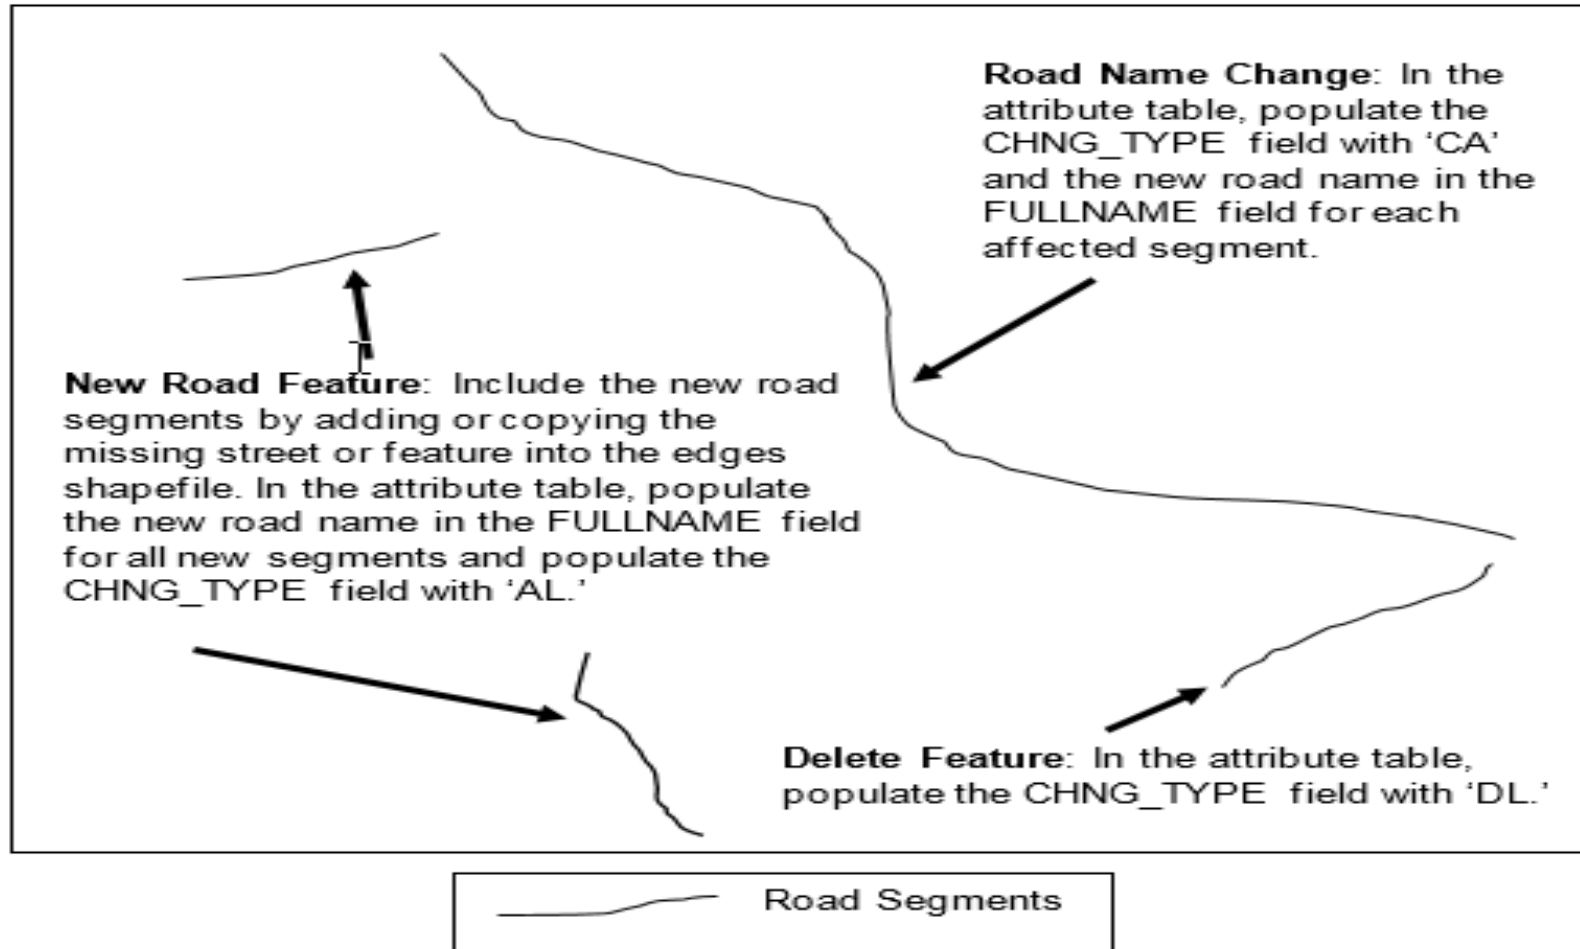 Road Name Change: In the
attribute table, populate the
CHNG_TYPE field with ‘CA’
and the new road name in the
FULLNAME field for each
affected segment.
New Road Feature: Include the new road
segments by adding or copying the
missing street or feature into the edges
shapefile. In the attribute table, populate
the new road name in the FULLNAME field
for all new segments and populate the
CHNG_TYPE field with ‘AL.’
Delete Feature: In the attribute table,
populate the CHNG_TYPE field with ‘DL.’
Road Segments